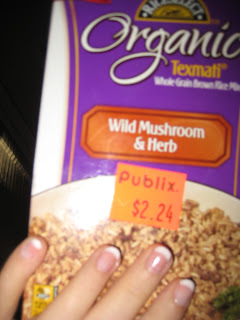 Organic
Texmati®
Whole Grain Brown Rice Mix
Wild Mushroom
& Herb
Publix.
$2.24